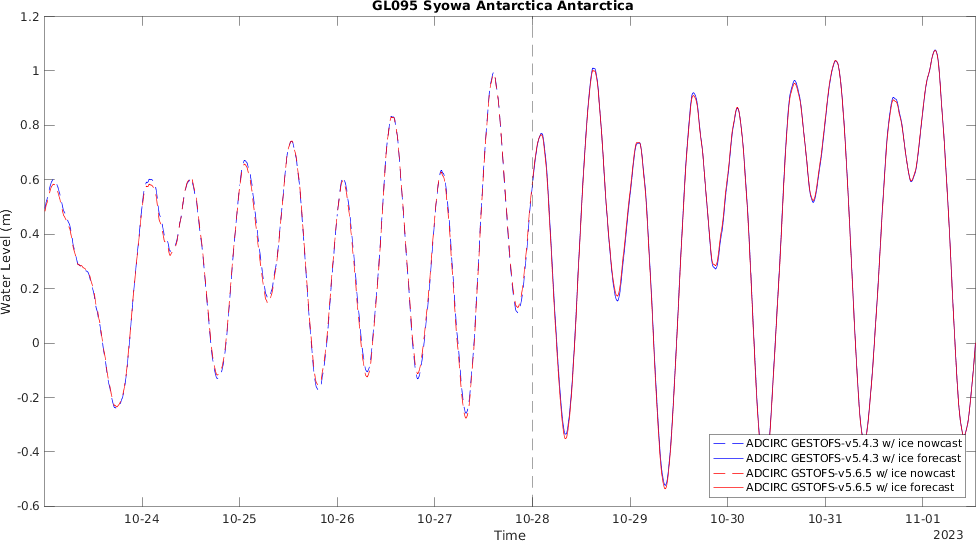 GL095 Syowa Antarctica Antarctica
1.2
1
0.8
0.6
0.4
0.2
0
-0.2
-0.4
-0.6
Water Level (m)
ADCIRC GESTOFS-v5.4.3 w/ ice nowcast
ADCIRC GESTOFS-v5.4.3 w/ ice forecast
ADCIRC GSTOFS-v5.6.5 w/ ice nowcast
ADCIRC GSTOFS-v5.6.5 w/ ice forecast
10-24 10-25 10-26 10-27 10-28 10-29 10-30 10-31 11-01
Time
2023